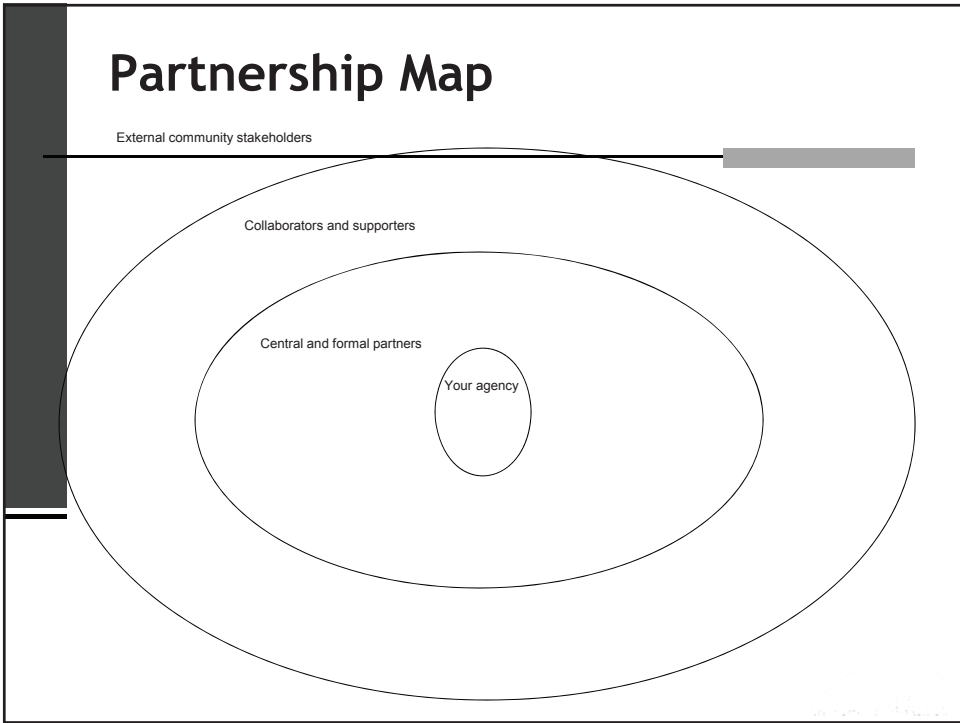 Partnership Map
External community stakeholders
Collaborators and supporters
Central and formal partners
Your agency